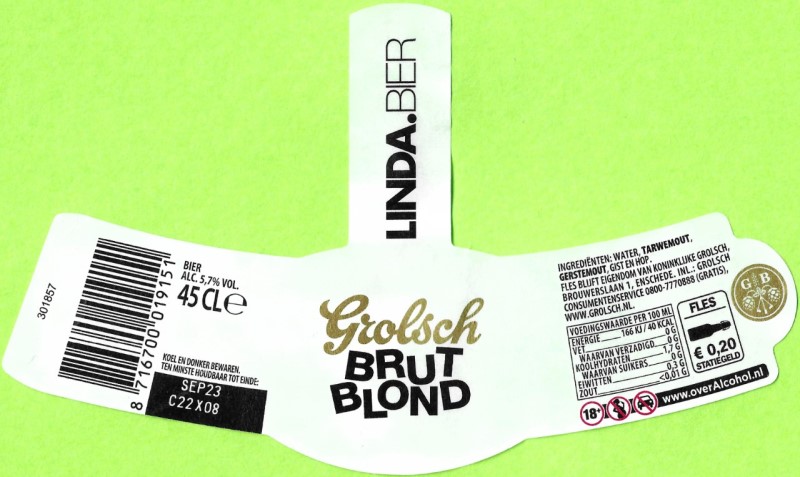 LINDA.BIER
301857
8 716700 019151
BIER
ALC. 5,7% VOL.
45 CL e
KOEL EN DONKER BEWAREN.
TEN MINSTE HOUDBAAR TOT EINDE:
SEP23
C22X08
Grolsch
BRUT
BLOND
INGREDIËNTEN: WATER, TARWEMOUT,
GERSTEMOUT, GIST EN HOP.
FLES BLIJFT EIGENDOM VAN KONINKLIJKE GROLSCH,
BROUWERSLAAN 1, ENSCHEDE. INL.: GROLSCH
CONSUMENTENSERVICE 0800-7770888 (GRATIS),
WWW.GROLSCH.NL.
VOEDINGSWAARDE PER 100 ML
ENERGIE 166 KJ / 40 KCAL
VET 0 G
WAARVAN VERZADIGD 0 G
KOOLHYDRATEN 1,7 G
WAARVAN SUIKERS 0 G
EIWITTEN 0,3 G
ZOUT <0,01 G
FLES
€ 0,20
STATIEGELD
G B
18+
www.overAlcohol.nl